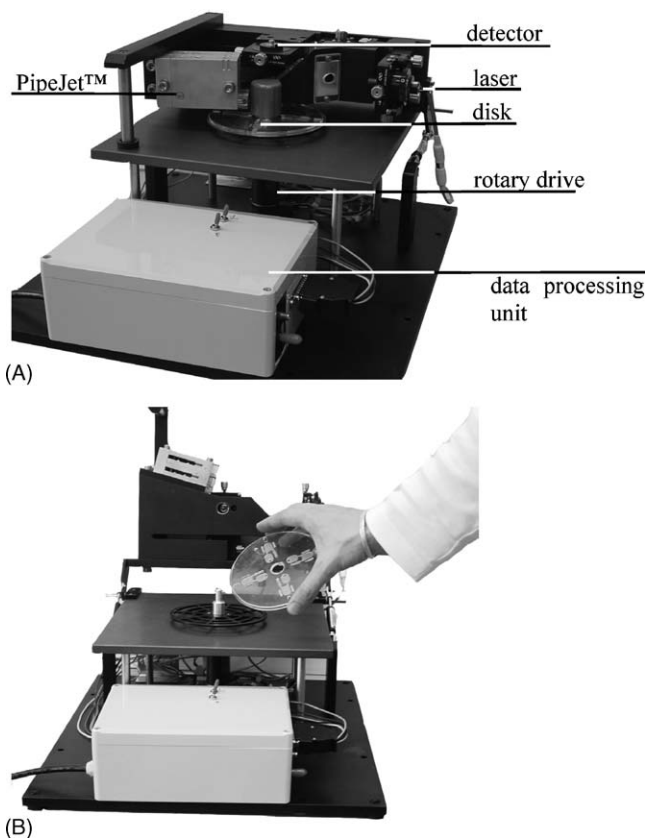 detector
PipeJet™
laser
disk
rotary drive
data processing
unit
(A)
(B)